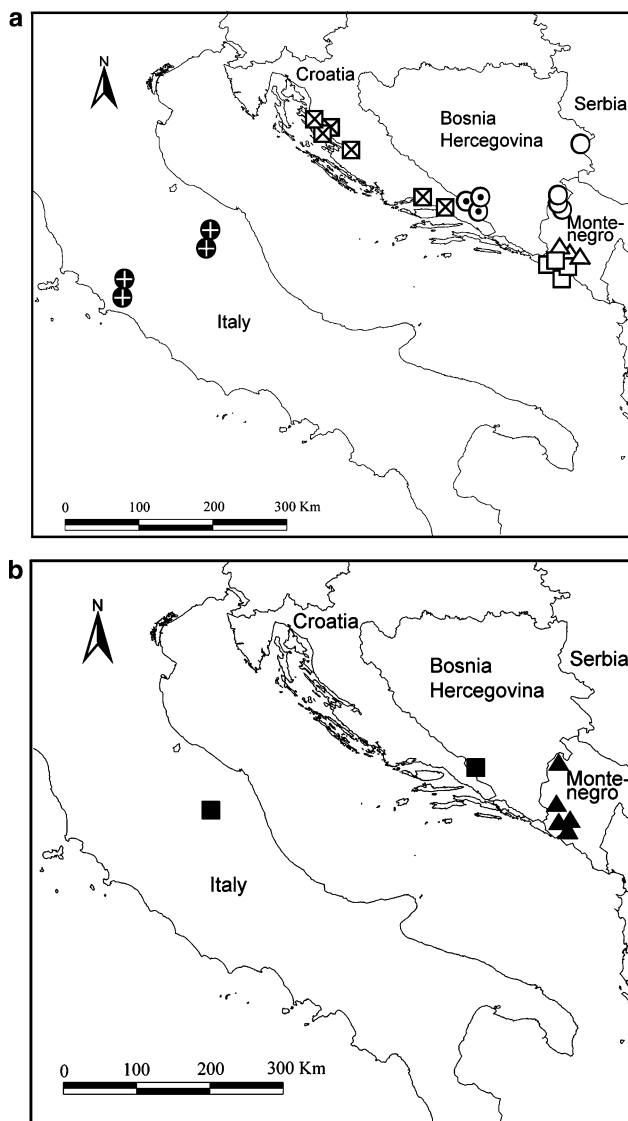 a
N
Croatia
Bosnia
Hercegovina
Serbia
Monte-
negro
Italy
0 100 200 300 Km
b
N
Croatia
Bosnia
Hercegovina
Serbia
Monte-
negro
Italy
0 100 200 300 Km